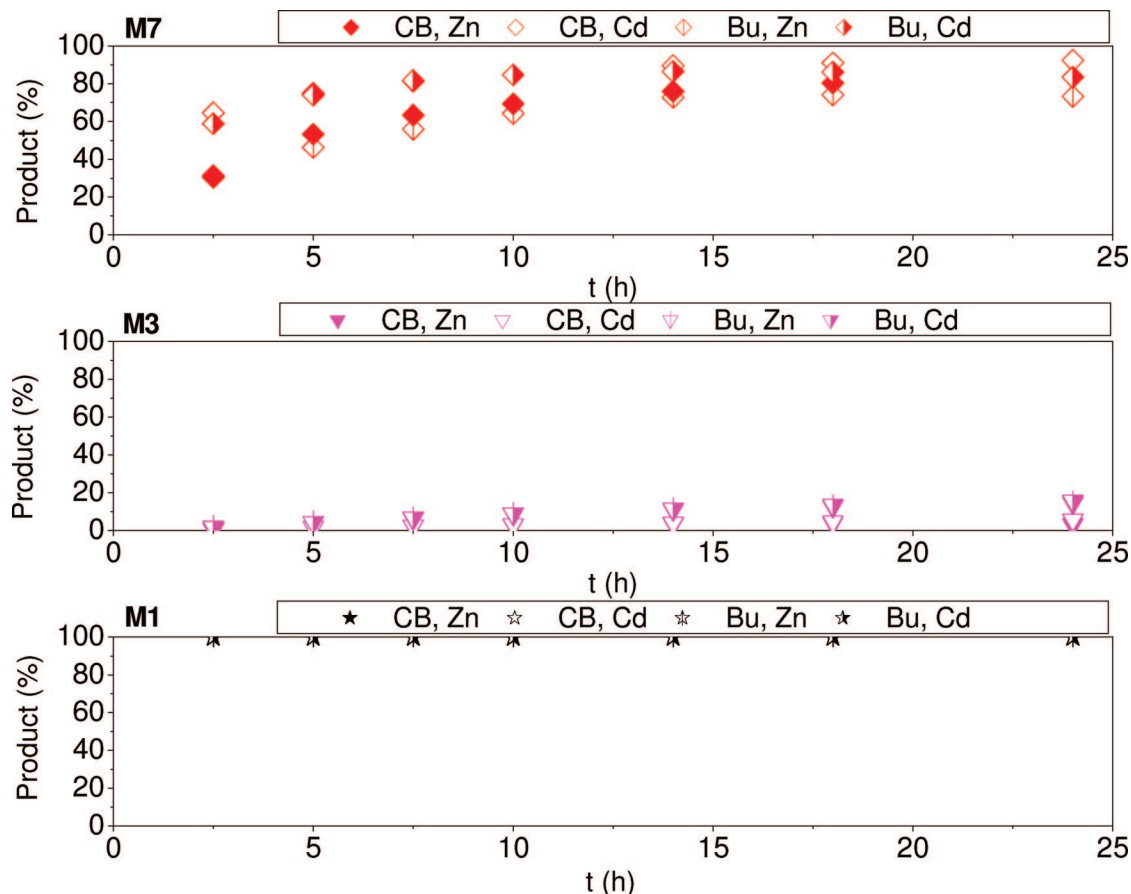 M7 CB, Zn CB, Cd Bu, Zn Bu, Cd
Product (%)
100
80
60
40
20
0
0 5 10 15 20 25
t (h)
M3 CB, Zn CB, Cd Bu, Zn Bu, Cd
Product (%)
100
80
60
40
20
0
0 5 10 15 20 25
t (h)
M1 CB, Zn CB, Cd Bu, Zn Bu, Cd
Product (%)
100
80
60
40
20
0
0 5 10 15 20 25
t (h)